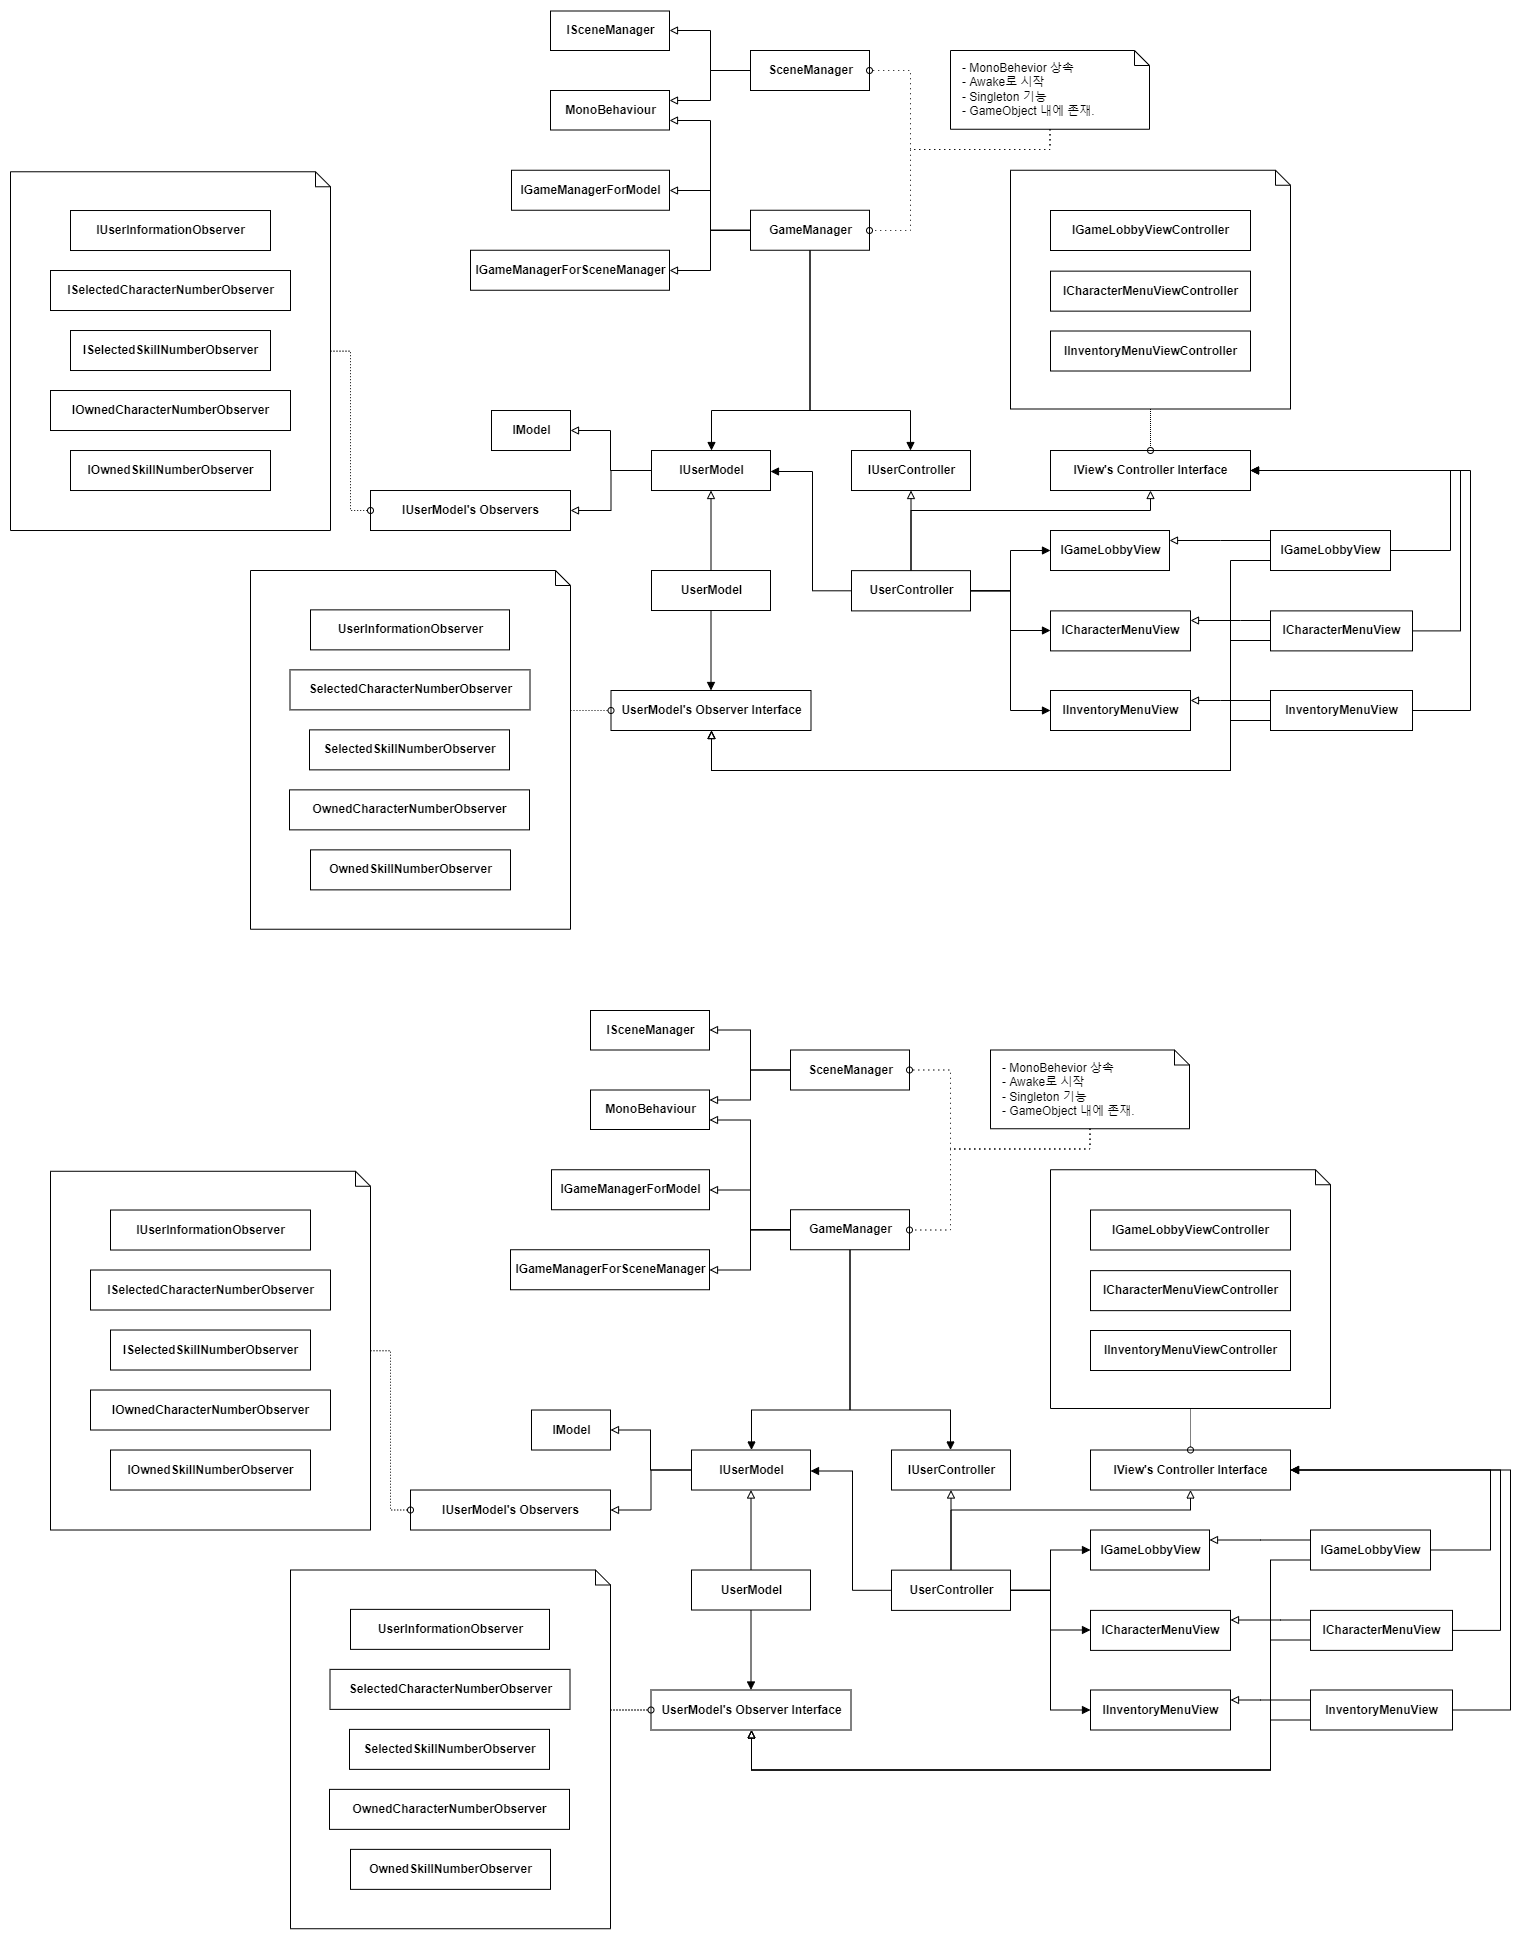 ISceneManager
SceneManager
- MonoBehevior 상속
- Awake로 시작
- Singleton 기능
- GameObject 내에 존재.
MonoBehaviour
IGameManagerForModel
GameManager
IGameManagerForSceneManager
IUserInformationObserver
ISelectedCharacterNumberObserver
ISelectedSkillNumberObserver
IOwnedCharacterNumberObserver
IOwnedSkillNumberObserver
IGameLobbyViewController
ICharacterMenuViewController
IInventoryMenuViewController
IModel
IUserModel
IUserController
IView's Controller Interface
IUserModel's Observers
IGameLobbyView
IGameLobbyView
UserModel
UserController
ICharacterMenuView
ICharacterMenuView
UserModel's Observer Interface
IInventoryMenuView
InventoryMenuView
UserInformationObserver
SelectedCharacterNumberObserver
SelectedSkillNumberObserver
OwnedCharacterNumberObserver
OwnedSkillNumberObserver
ISceneManager
SceneManager
- MonoBehevior 상속
- Awake로 시작
- Singleton 기능
- GameObject 내에 존재.
MonoBehaviour
IGameManagerForModel
GameManager
IGameManagerForSceneManager
IUserInformationObserver
ISelectedCharacterNumberObserver
ISelectedSkillNumberObserver
IOwnedCharacterNumberObserver
IOwnedSkillNumberObserver
IGameLobbyViewController
ICharacterMenuViewController
IInventoryMenuViewController
IModel
IUserModel
IUserController
IView's Controller Interface
IUserModel's Observers
IGameLobbyView
IGameLobbyView
UserModel
UserController
ICharacterMenuView
ICharacterMenuView
UserModel's Observer Interface
IInventoryMenuView
InventoryMenuView
UserInformationObserver
SelectedCharacterNumberObserver
SelectedSkillNumberObserver
OwnedCharacterNumberObserver
OwnedSkillNumberObserver